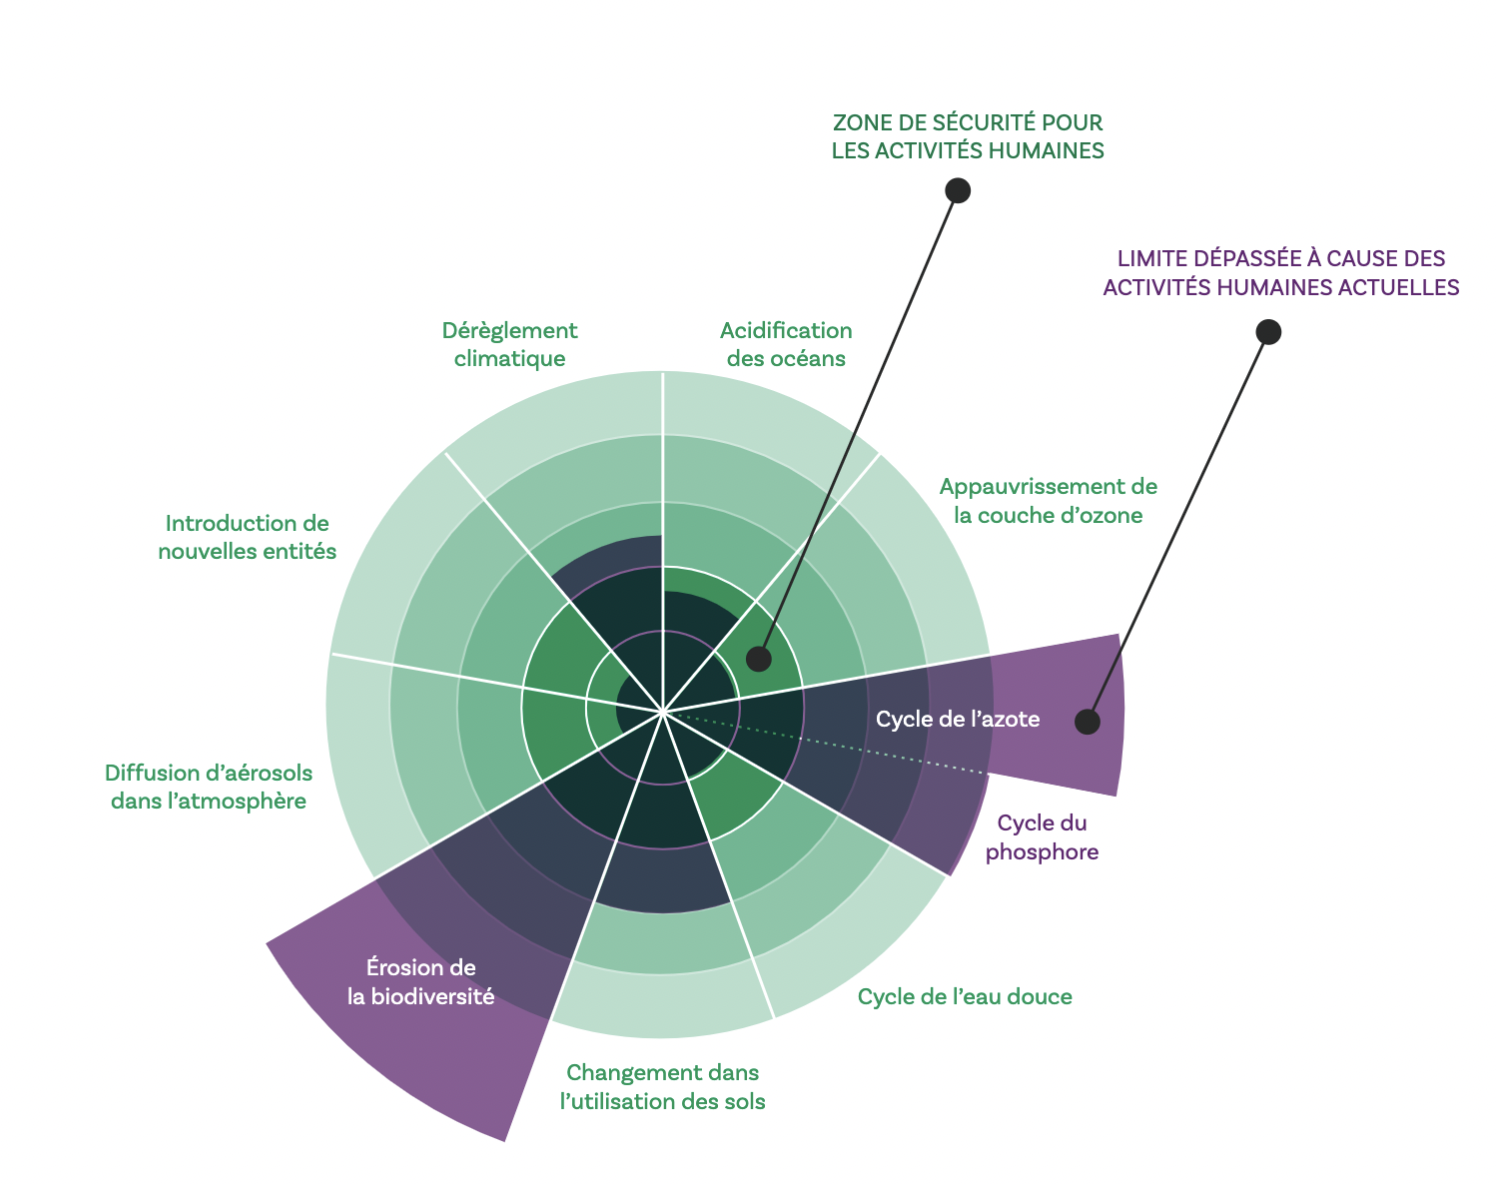 ZONE DE SÉCURITÉ POUR
LES ACTIVITÉS HUMAINES
LIMITE DÉPASSÉE À CAUSE DES
ACTIVITÉS HUMAINES ACTUELLES
Dérèglement
climatique
Acidification
des océans
Appauvrissement de
la couche d’ozone
Introduction de
nouvelles entités
Cycle de l’azote
Diffusion d’aérosols
dans l’atmosphère
Cycle du
phosphore
Érosion de
la biodiversité
Cycle de l’eau douce
Changement dans
l’utilisation des sols